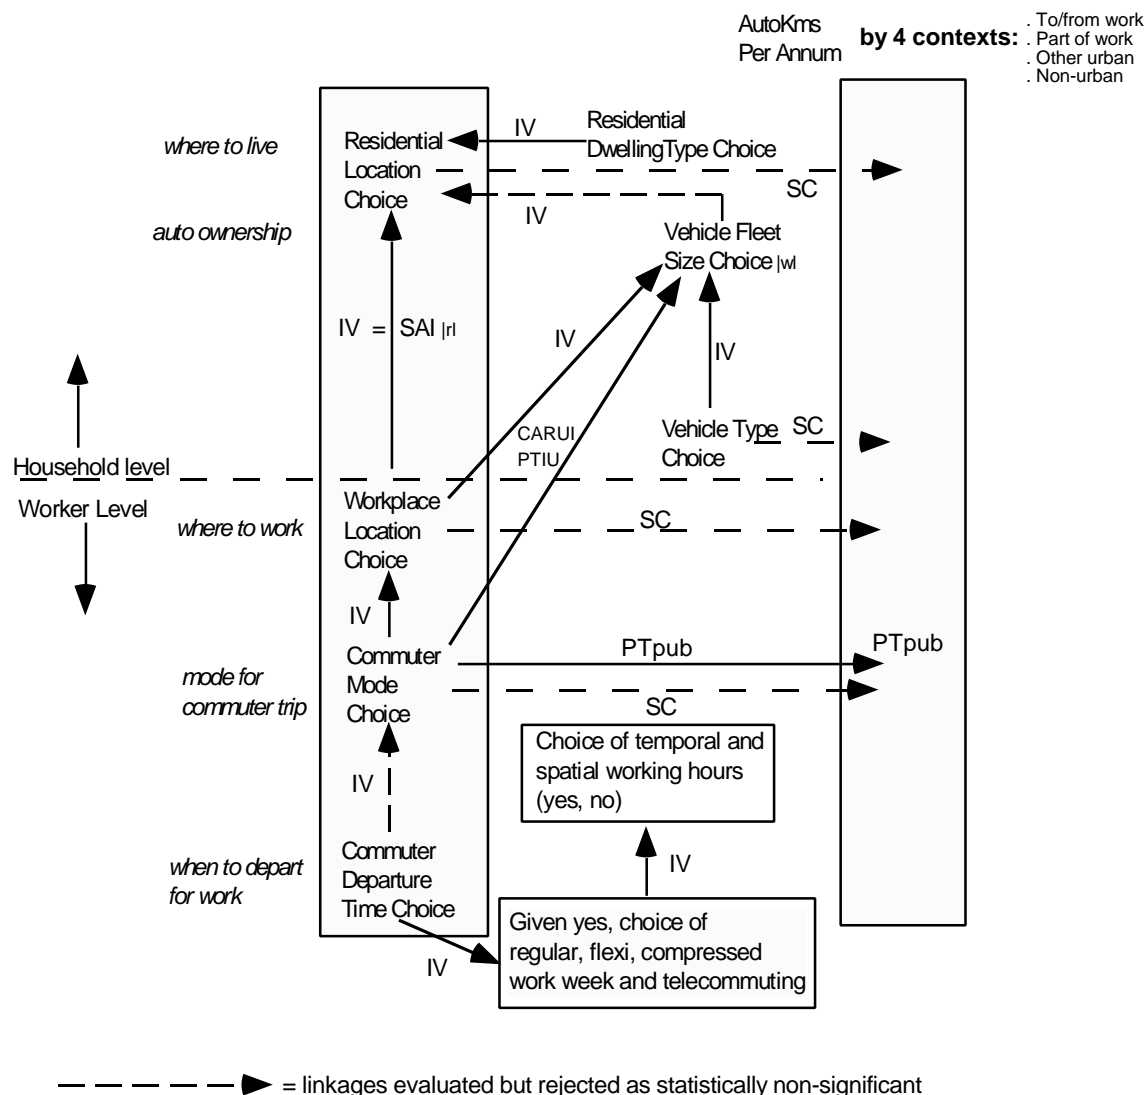 AutoKms
Per Annum
by 4 contexts:
. To/from work
. Part of work
. Other urban
. Non-urban
where to live
Residential
Location
Choice
IV
Residential
DwellingType Choice
SC
IV
auto ownership
Vehicle Fleet
Size Choice |wl
IV = SAI |rl
IV
IV
CARUI
PTIU
Vehicle Type
Choice
SC
Household level
Worker Level
where to work
Workplace
Location
Choice
SC
IV
mode for
commuter trip
Commuter
Mode
Choice
PTpub
PTpub
SC
IV
Choice of temporal and
spatial working hours
(yes, no)
IV
when to depart
for work
Commuter
Departure
Time Choice
IV
Given yes, choice of
regular, flexi, compressed
work week and telecommuting
= linkages evaluated but rejected as statistically non-significant